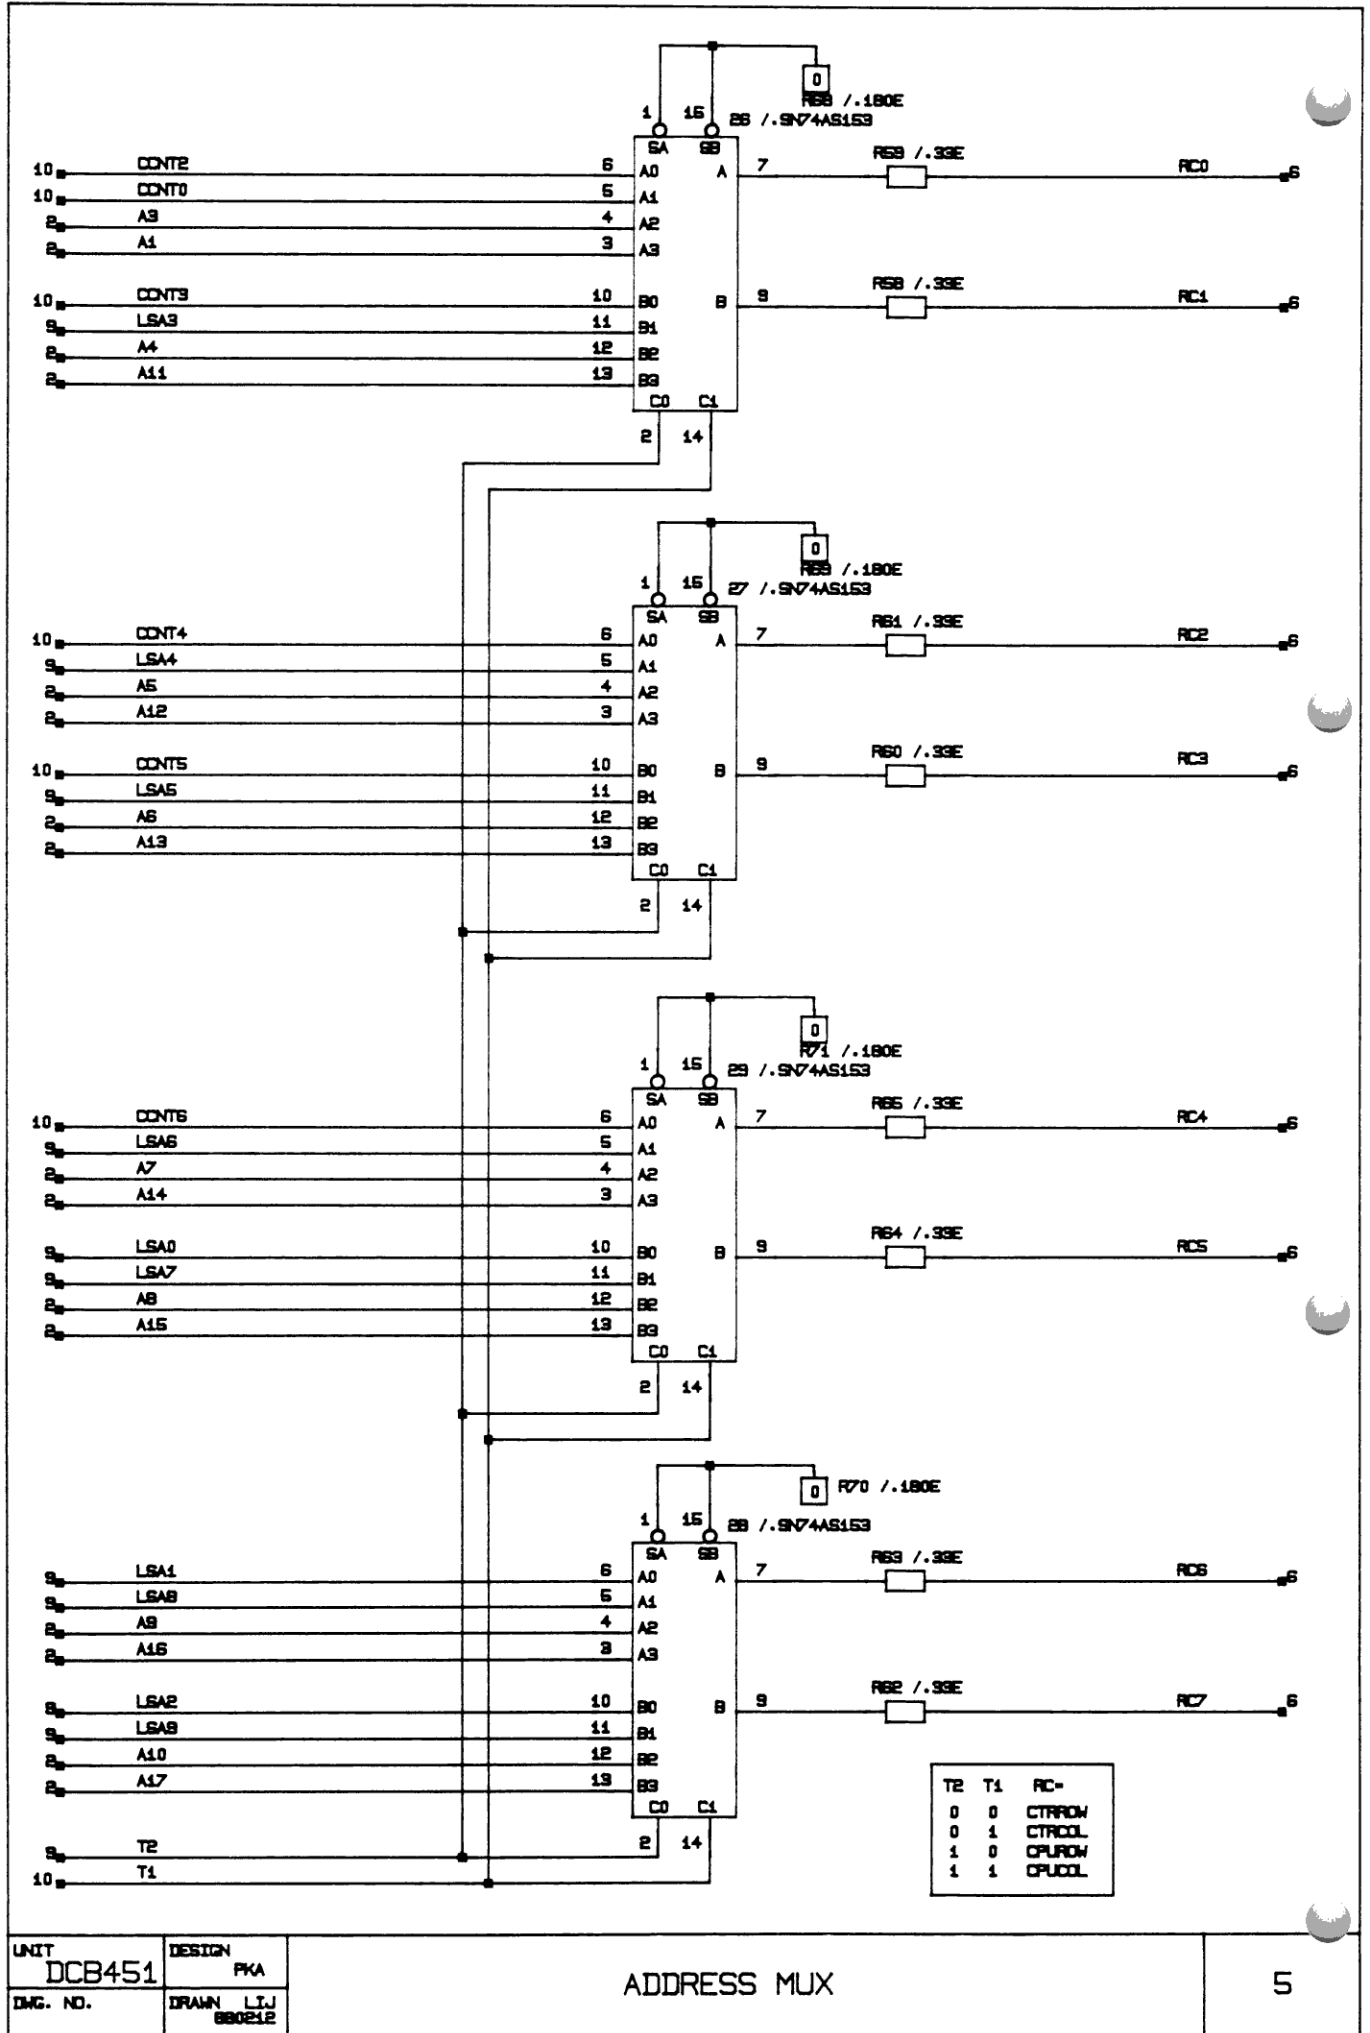 0
R68 /.180E
1 15 26 /.SN74AS153
SA SB
10 CCNT2 6 A0 A 7 R59 /.33E RC0 6
10 CCNT0 5 A1
2 A3 4 A2
2 A1 3 A3
10 CCNT3 10 B0 B 9 R58 /.33E RC1 6
9 LSA3 11 B1
2 A4 12 B2
2 A11 13 B3
C0 C1
2 14
0
R69 /.180E
1 15 27 /.SN74AS153
SA SB
10 CCNT4 6 A0 A 7 R61 /.33E RC2 6
9 LSA4 5 A1
2 A5 4 A2
2 A12 3 A3
10 CCNT5 10 B0 B 9 R60 /.33E RC3 6
9 LSA5 11 B1
2 A6 12 B2
2 A13 13 B3
C0 C1
2 14
0
R71 /.180E
1 15 29 /.SN74AS153
SA SB
10 CCNT6 6 A0 A 7 R65 /.33E RC4 6
9 LSA6 5 A1
2 A7 4 A2
2 A14 3 A3
9 LSA0 10 B0 B 9 R64 /.33E RC5 6
9 LSA7 11 B1
2 A8 12 B2
2 A15 13 B3
C0 C1
2 14
0 R70 /.180E
1 15 28 /.SN74AS153
SA SB
9 LSA1 6 A0 A 7 R63 /.33E RC6 6
9 LSA8 5 A1
2 A9 4 A2
2 A16 3 A3
9 LSA2 10 B0 B 9 R62 /.33E RC7 6
9 LSA9 11 B1
2 A10 12 B2
2 A17 13 B3
C0 C1
9 T2 2 14
10 T1
T2 T1 RC=
0 0 CTRROW
0 1 CTRCOL
1 0 CPUROW
1 1 CPUCOL
UNIT DCB451
DESIGN PKA
DWG. NO.
DRAWN LIJ
880212
ADDRESS MUX
5